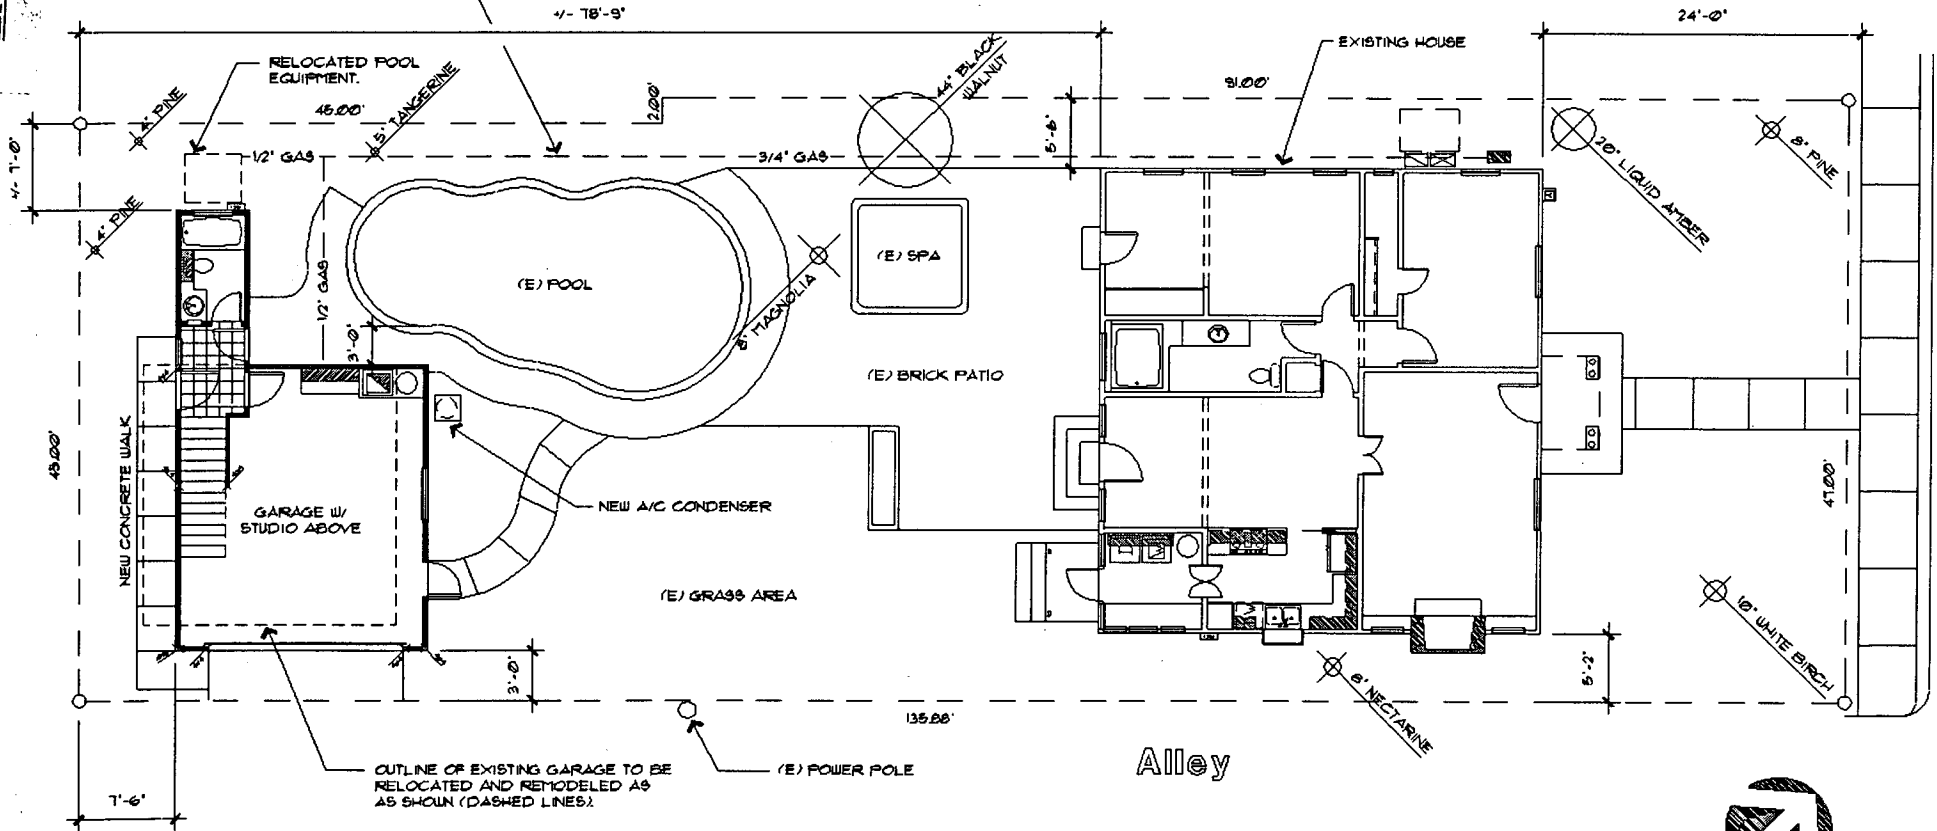 +/- 78'-9"
24'-0"
RELOCATED POOL
EQUIPMENT.
EXISTING HOUSE
4" PINE
45.00'
5" TANGERINE
2.00'
44" BLACK
WALNUT
91.00'
+/- 7'-0"
1/2" GAS
3/4" GAS
5'-6"
20" LIQUID AMBER
8" PINE
4" PINE
1/2" GAS
(E) POOL
(E) SPA
8" MAGNOLIA
3'-0"
(E) BRICK PATIO
45.00'
NEW CONCRETE WALK
GARAGE W/
STUDIO ABOVE
NEW A/C CONDENSER
47.00'
(E) GRASS AREA
10" WHITE BIRCH
3'-0"
5'-2"
8" NECTARINE
135.88'
Alley
OUTLINE OF EXISTING GARAGE TO BE
RELOCATED AND REMODELED AS
AS SHOWN (DASHED LINES).
(E) POWER POLE
7'-6"